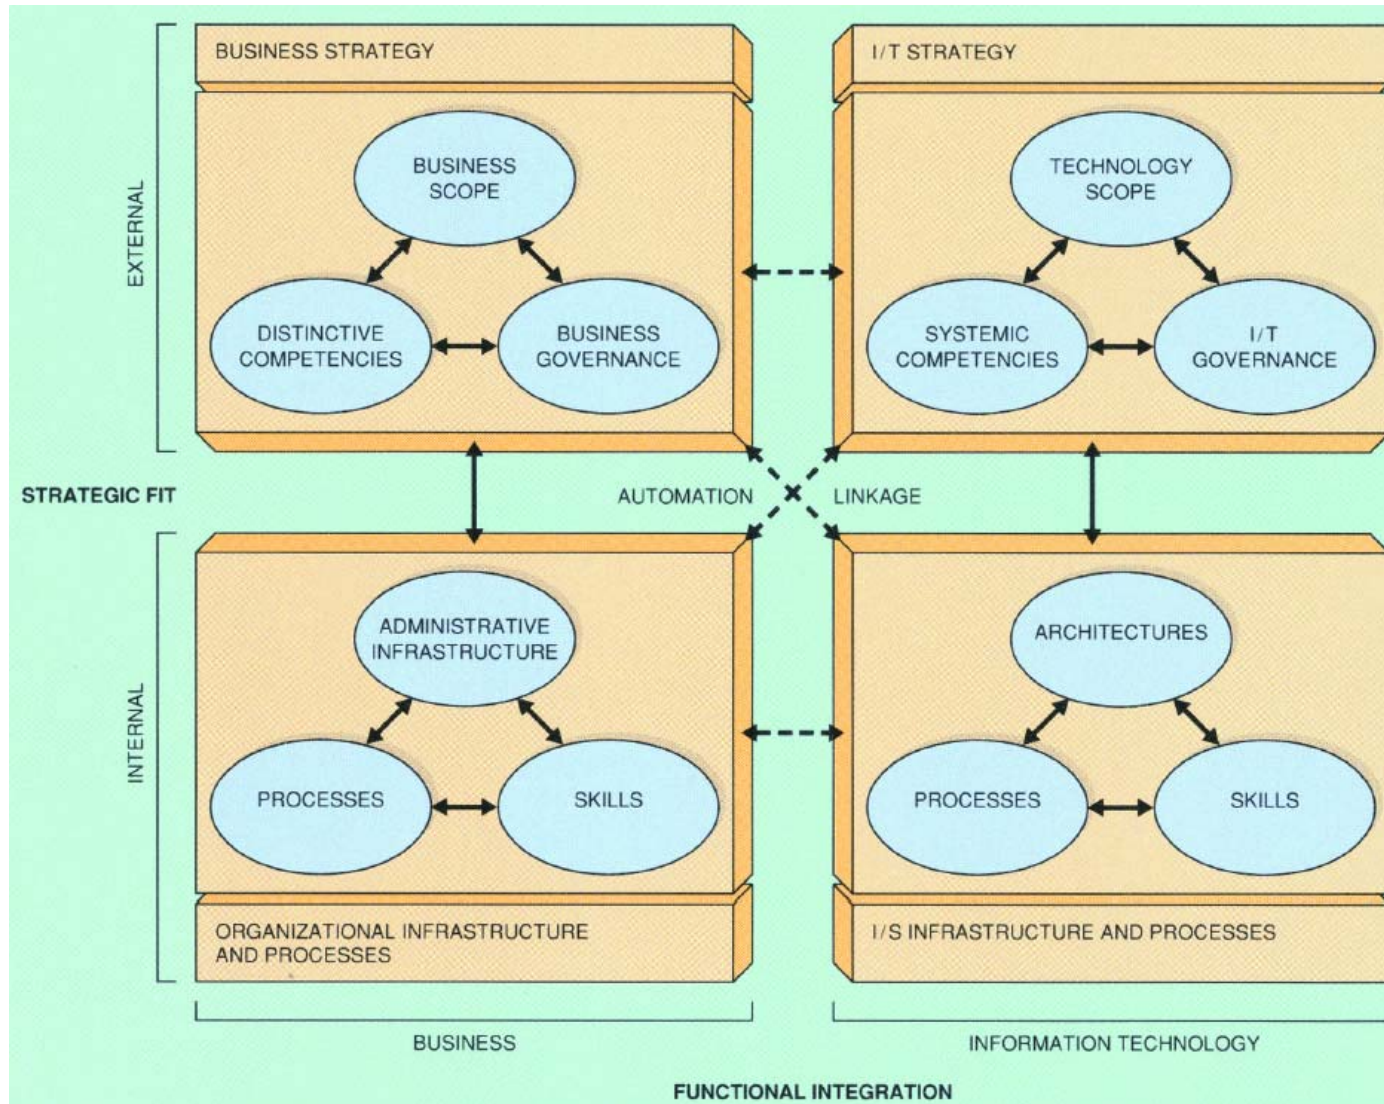 BUSINESS STRATEGY
I/T STRATEGY
BUSINESS
SCOPE
TECHNOLOGY
SCOPE
EXTERNAL
DISTINCTIVE
COMPETENCIES
BUSINESS
GOVERNANCE
SYSTEMIC
COMPETENCIES
I/T
GOVERNANCE
STRATEGIC FIT
AUTOMATION
LINKAGE
ADMINISTRATIVE
INFRASTRUCTURE
ARCHITECTURES
INTERNAL
PROCESSES
SKILLS
PROCESSES
SKILLS
ORGANIZATIONAL INFRASTRUCTURE
AND PROCESSES
I/S INFRASTRUCTURE AND PROCESSES
BUSINESS
INFORMATION TECHNOLOGY
FUNCTIONAL INTEGRATION